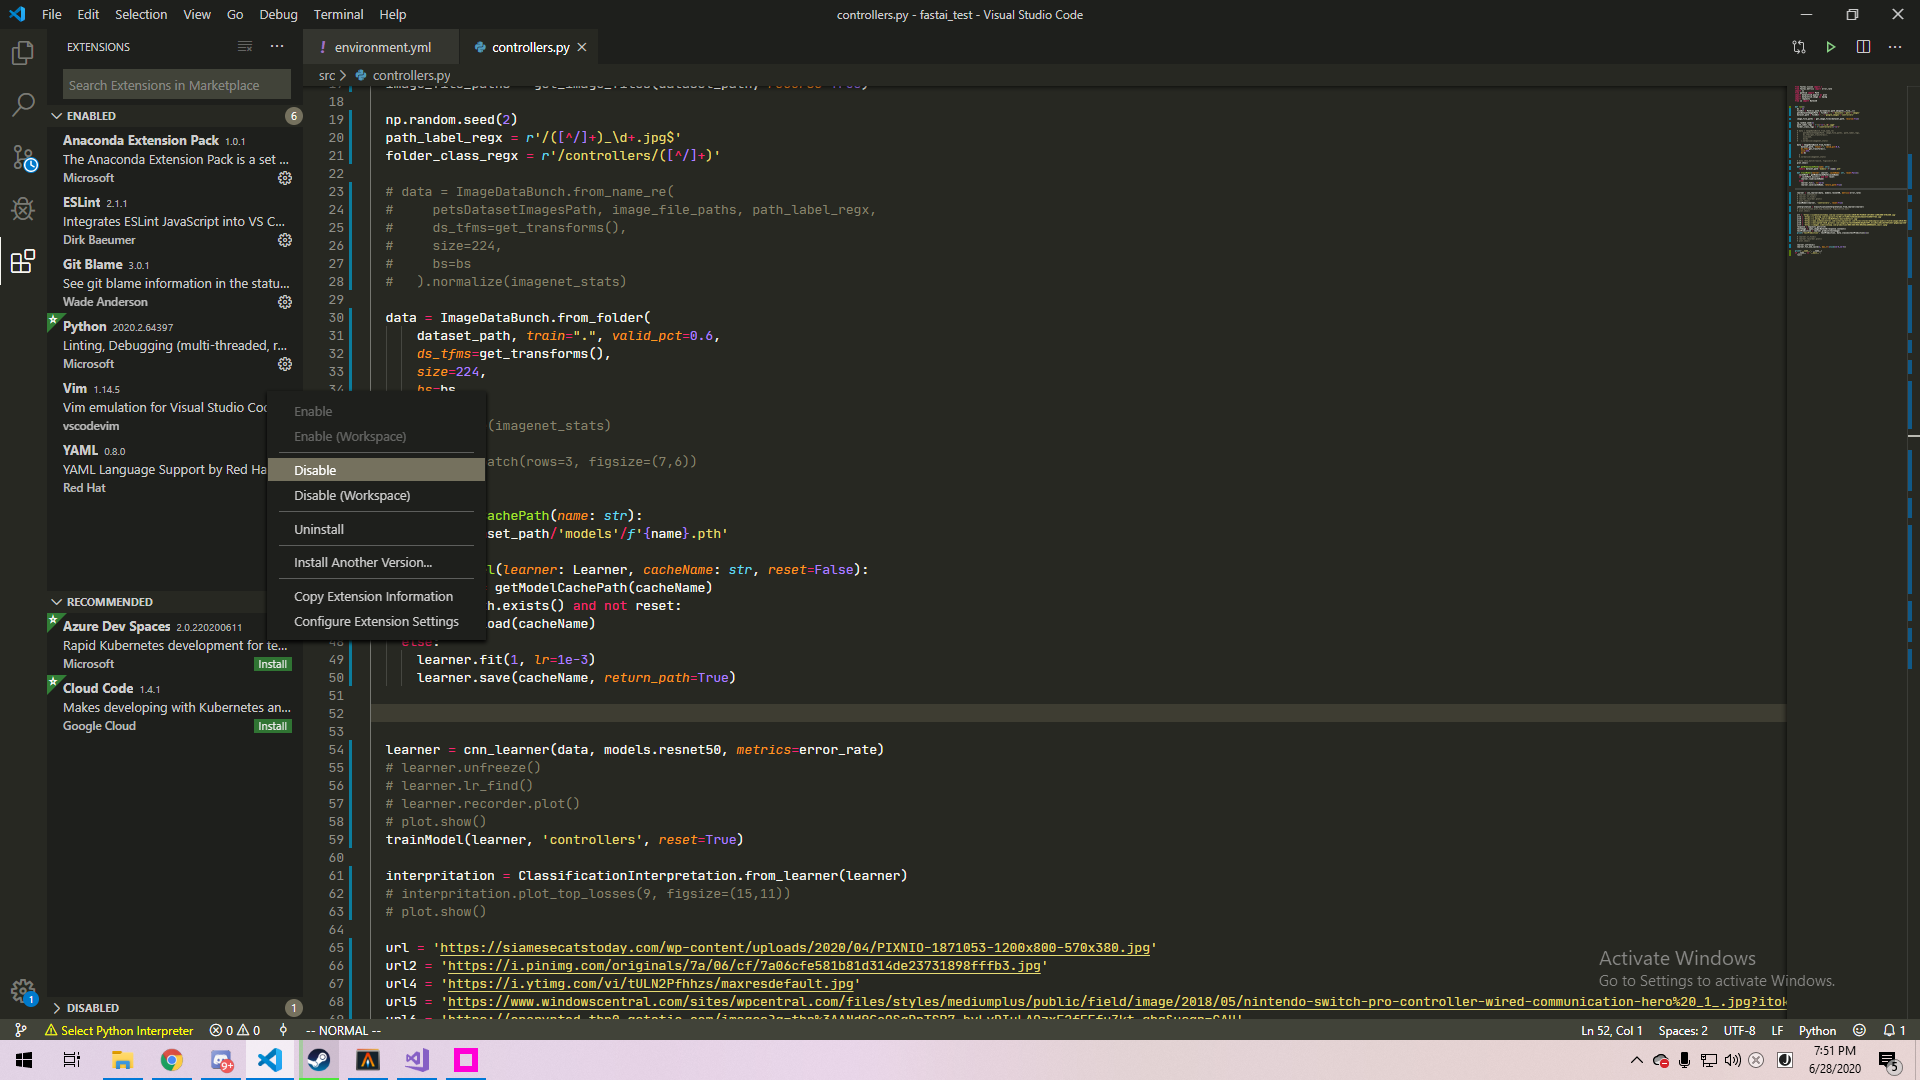 File Edit Selection View Go Debug Terminal Help
controllers.py - fastai_test - Visual Studio Code
EXTENSIONS
Search Extensions in Marketplace
ENABLED 6
Anaconda Extension Pack 1.0.1
The Anaconda Extension Pack is a set ...
Microsoft
ESLint 2.1.1
Integrates ESLint JavaScript into VS C...
Dirk Baeumer
Git Blame 3.0.1
See git blame information in the statu...
Wade Anderson
Python 2020.2.64397
Linting, Debugging (multi-threaded, r...
Microsoft
Vim 1.14.5
Vim emulation for Visual Studio Co
vscodevim
YAML 0.8.0
YAML Language Support by Red Ha
Red Hat
RECOMMENDED
Azure Dev Spaces 2.0.220200611
Rapid Kubernetes development for te...
Microsoft Install
Cloud Code 1.4.1
Makes developing with Kubernetes an...
Google Cloud Install
DISABLED 1
Enable
Enable (Workspace)
Disable
Disable (Workspace)
Uninstall
Install Another Version...
Copy Extension Information
Configure Extension Settings
! environment.yml
controllers.py
src > controllers.py
18
19 np.random.seed(2)
20 path_label_regx = r'/([^/]+)_\d+.jpg$'
21 folder_class_regx = r'/controllers/([^/]+)'
22
23 # data = ImageDataBunch.from_name_re(
24 #     petsDatasetImagesPath, image_file_paths, path_label_regx,
25 #     ds_tfms=get_transforms(),
26 #     size=224,
27 #     bs=bs
28 #   ).normalize(imagenet_stats)
29
30 data = ImageDataBunch.from_folder(
31 dataset_path, train=".", valid_pct=0.6,
32 ds_tfms=get_transforms(),
33 size=224,
34 bs=bs
(imagenet_stats)
atch(rows=3, figsize=(7,6))
achePath(name: str):
set_path/'models'/f'{name}.pth'
l(learner: Learner, cacheName: str, reset=False):
getModelCachePath(cacheName)
h.exists() and not reset:
oad(cacheName)
48 else:
49 learner.fit(1, lr=1e-3)
50 learner.save(cacheName, return_path=True)
51
52
53
54 learner = cnn_learner(data, models.resnet50, metrics=error_rate)
55 # learner.unfreeze()
56 # learner.lr_find()
57 # learner.recorder.plot()
58 # plot.show()
59 trainModel(learner, 'controllers', reset=True)
60
61 interpritation = ClassificationInterpretation.from_learner(learner)
62 # interpritation.plot_top_losses(9, figsize=(15,11))
63 # plot.show()
64
65 url = 'https://siamesecatstoday.com/wp-content/uploads/2020/04/PIXNIO-1871053-1200x800-570x380.jpg'
66 url2 = 'https://i.pinimg.com/originals/7a/06/cf/7a06cfe581b81d314de23731898fffb3.jpg'
67 url4 = 'https://i.ytimg.com/vi/tULN2Pfhhzs/maxresdefault.jpg'
68 url5 = 'https://www.windowscentral.com/sites/wpcentral.com/files/styles/mediumplus/public/field/image/2018/05/nintendo-switch-pro-controller-wired-communication-hero%20_1_.jpg?itok
Activate Windows
Go to Settings to activate Windows.
1
Select Python Interpreter 0 0 -- NORMAL --
Ln 52, Col 1 Spaces: 2 UTF-8 LF Python 1
9+
7:51 PM
6/28/2020
5